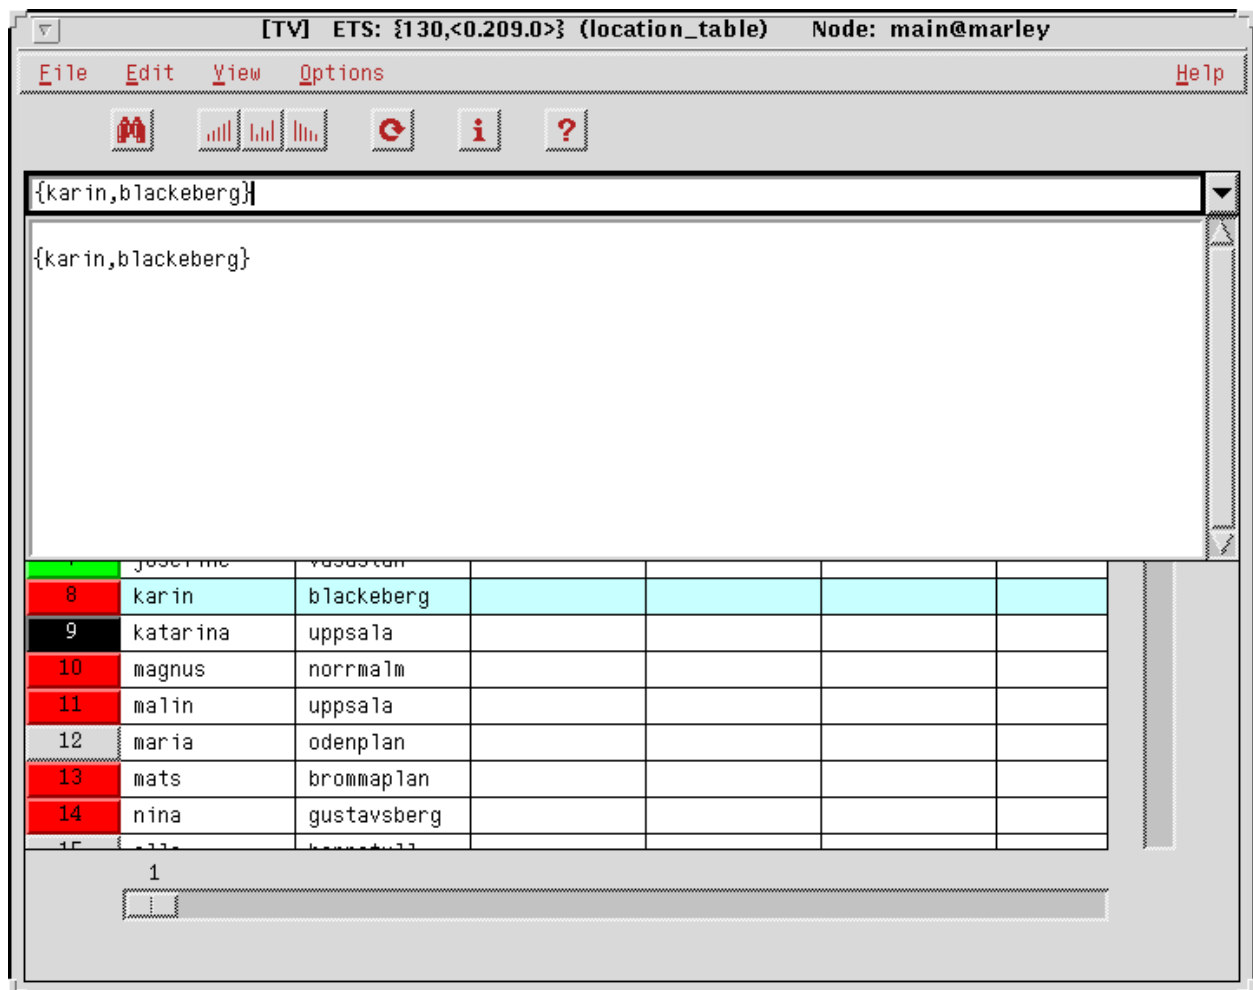 [TV] ETS: {130,<0.209.0>} (location_table) Node: main@marley
File Edit View Options Help
i ?
{karin,blackeberg}
{karin,blackeberg}
8 karin blackeberg
9 katarina uppsala
10 magnus norrmalm
11 malin uppsala
12 maria odenplan
13 mats brommaplan
14 nina gustavsberg
1